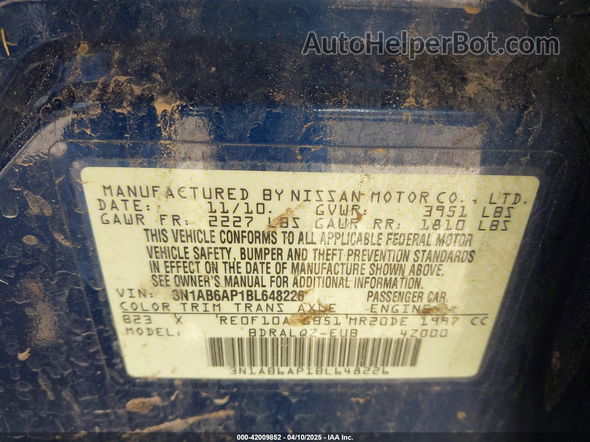 AutoHelperBot.com
MANUFACTURED BY NISSAN MOTOR CO., LTD.
DATE: 11/10 GVWR: 3951 LBS
GAWR FR: 2227 LBS GAWR RR: 1810 LBS
THIS VEHICLE CONFORMS TO ALL APPLICABLE FEDERAL MOTOR
VEHICLE SAFETY, BUMPER AND THEFT PREVENTION STANDARDS
IN EFFECT ON THE DATE OF MANUFACTURE SHOWN ABOVE.
SEE OWNER'S MANUAL FOR ADDITIONAL INFORMATION.
VIN: 3N1AB6AP1BL648226 PASSENGER CAR
COLOR TRIM TRANS AXLE ENGINE
B23 X RE0F10A GB51 MR20DE 1997 CC
MODEL: BDRALQZ-EUB 4Z000
3N1AB6AP1BL648226
000-42009852 - 04/10/2025 - IAA Inc.